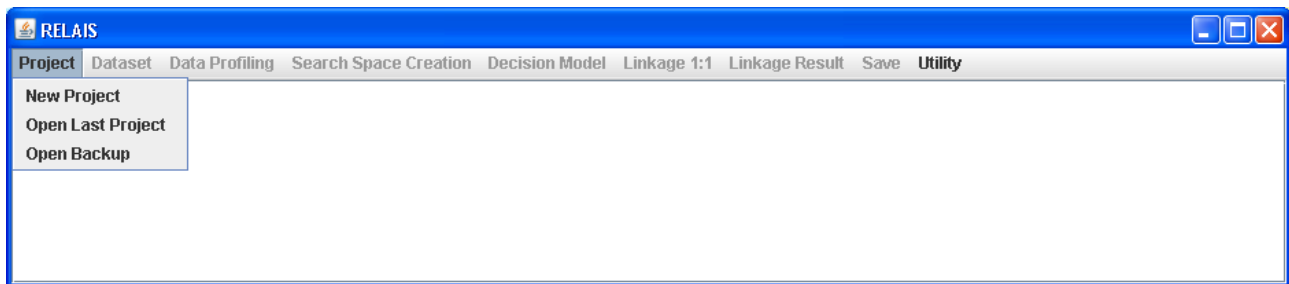 RELAIS
Project Dataset Data Profiling Search Space Creation Decision Model Linkage 1:1 Linkage Result Save Utility
New Project
Open Last Project
Open Backup